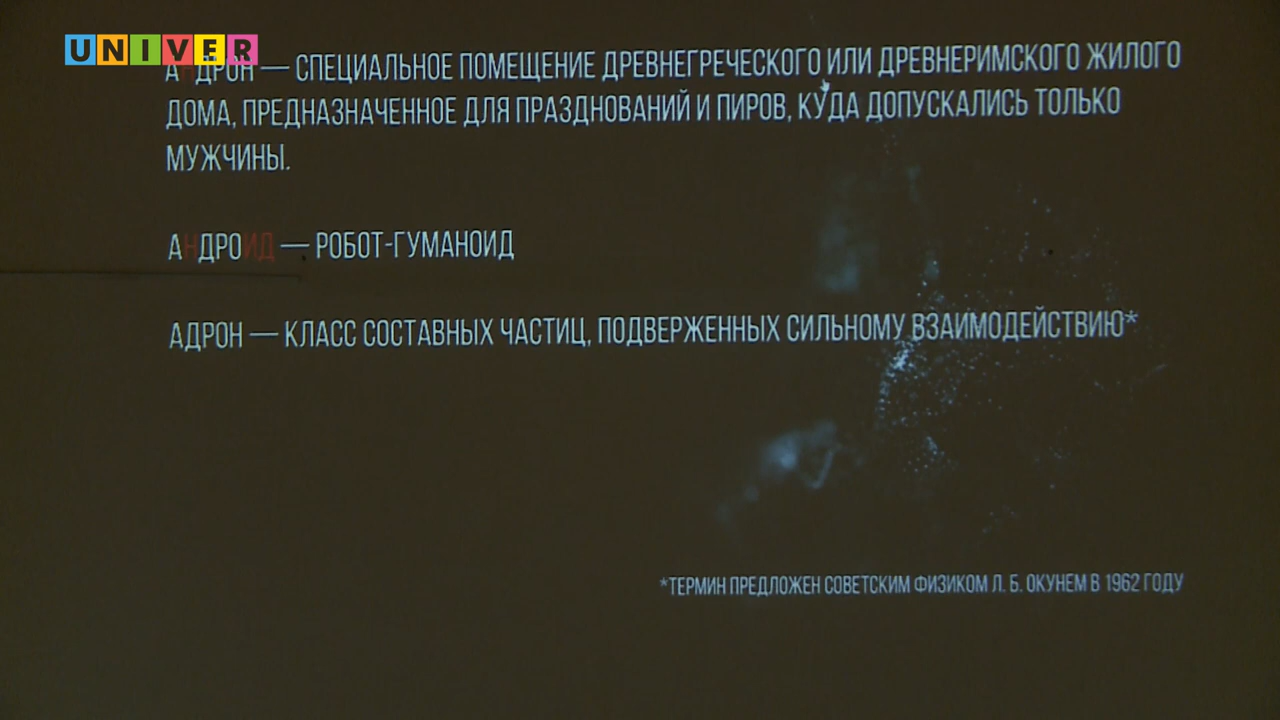 UNIVER
АНДРОН — СПЕЦИАЛЬНОЕ ПОМЕЩЕНИЕ ДРЕВНЕГРЕЧЕСКОГО ИЛИ ДРЕВНЕРИМСКОГО ЖИЛОГО
ДОМА, ПРЕДНАЗНАЧЕННОЕ ДЛЯ ПРАЗДНОВАНИЙ И ПИРОВ, КУДА ДОПУСКАЛИСЬ ТОЛЬКО
МУЖЧИНЫ.
АНДРОИД — РОБОТ-ГУМАНОИД
АДРОН — КЛАСС СОСТАВНЫХ ЧАСТИЦ, ПОДВЕРЖЕННЫХ СИЛЬНОМУ ВЗАИМОДЕЙСТВИЮ*
*ТЕРМИН ПРЕДЛОЖЕН СОВЕТСКИМ ФИЗИКОМ Л. Б. ОКУНЕМ В 1962 ГОДУ